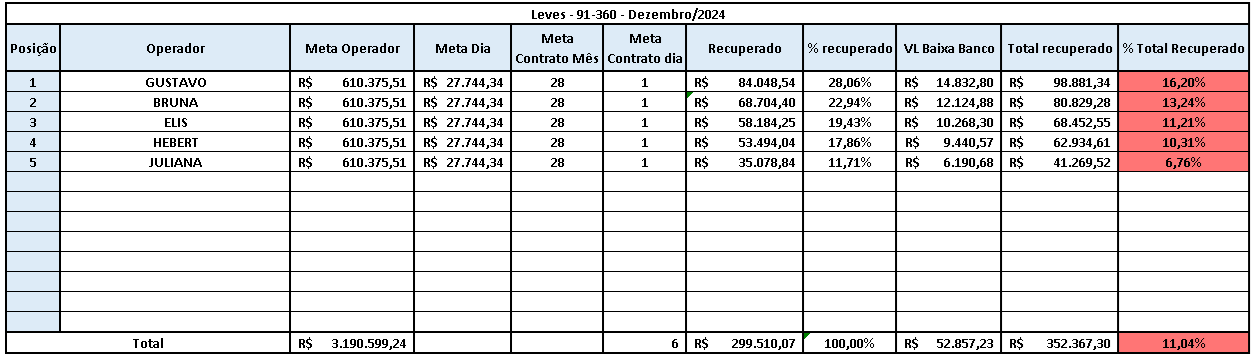 Leves - 91-360 - Dezembro/2024
Posição Operador Meta Operador Meta Dia Meta Contrato Mês Meta Contrato dia Recuperado % recuperado VL Baixa Banco Total recuperado % Total Recuperado
1 GUSTAVO R$ 610.375,51 R$ 27.744,34 28 1 R$ 84.048,54 28,06% R$ 14.832,80 R$ 98.881,34 16,20%
2 BRUNA R$ 610.375,51 R$ 27.744,34 28 1 R$ 68.704,40 22,94% R$ 12.124,88 R$ 80.829,28 13,24%
3 ELIS R$ 610.375,51 R$ 27.744,34 28 1 R$ 58.184,25 19,43% R$ 10.268,30 R$ 68.452,55 11,21%
4 HEBERT R$ 610.375,51 R$ 27.744,34 28 1 R$ 53.494,04 17,86% R$ 9.440,57 R$ 62.934,61 10,31%
5 JULIANA R$ 610.375,51 R$ 27.744,34 28 1 R$ 35.078,84 11,71% R$ 6.190,68 R$ 41.269,52 6,76%
Total R$ 3.190.599,24 6 R$ 299.510,07 100,00% R$ 52.857,23 R$ 352.367,30 11,04%